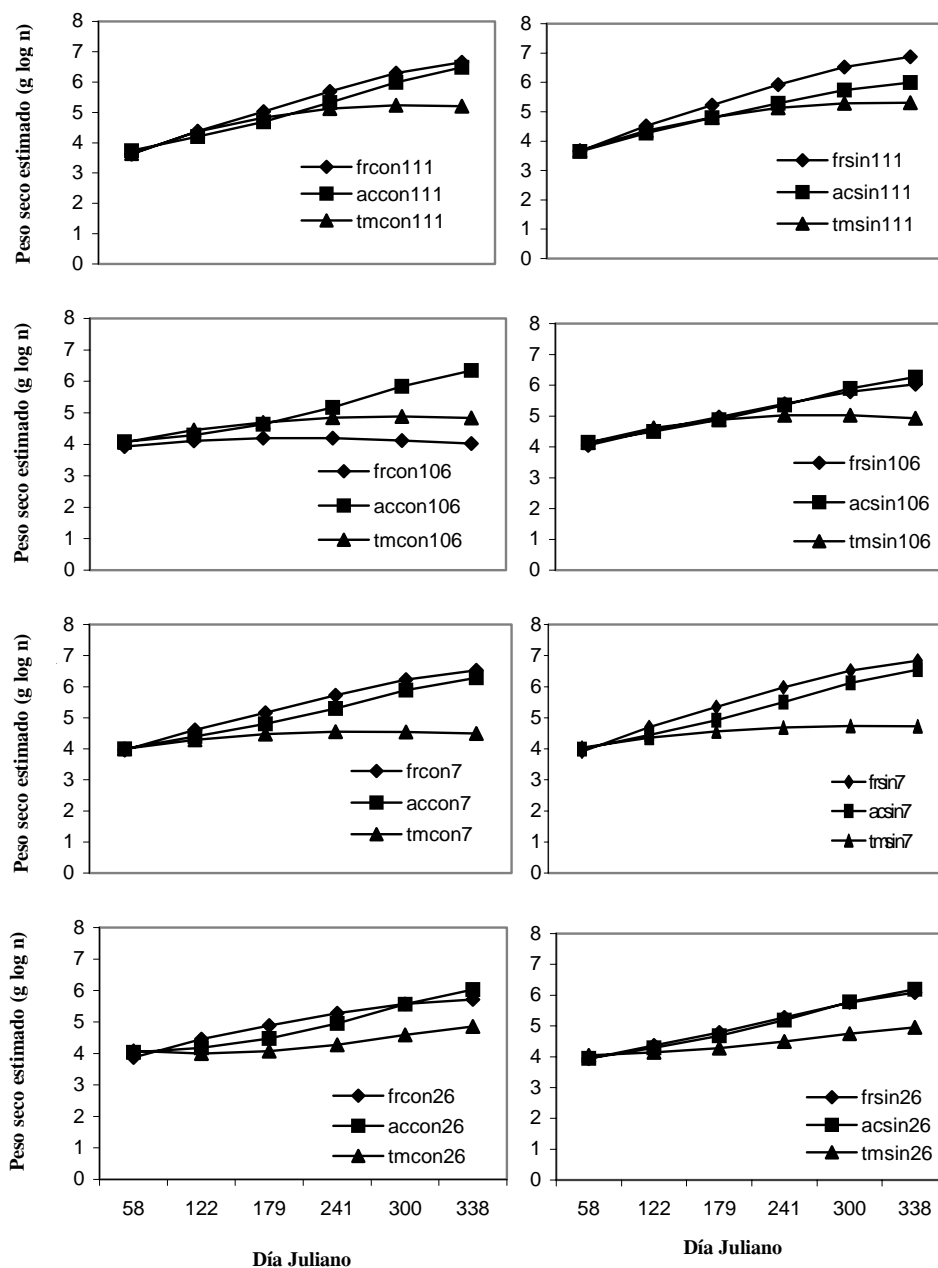 Peso seco estimado (g log n)
8
7
6
5
4
3
2
1
0
frcon111
accon111
tmcon111
8
7
6
5
4
3
2
1
0
frsin111
acsin111
tmsin111
Peso seco estimado (g log n)
8
7
6
5
4
3
2
1
0
frcon106
accon106
tmcon106
8
7
6
5
4
3
2
1
0
frsin106
acsin106
tmsin106
Peso seco estimado (g log n)
8
7
6
5
4
3
2
1
0
frcon7
accon7
tmcon7
8
7
6
5
4
3
2
1
0
frsin7
acsin7
tmsin7
Peso seco estimado (g log n)
8
7
6
5
4
3
2
1
0
frcon26
accon26
tmcon26
58 122 179 241 300 338
Día Juliano
8
7
6
5
4
3
2
1
0
frsin26
acsin26
tmsin26
58 122 179 241 300 338
Día Juliano